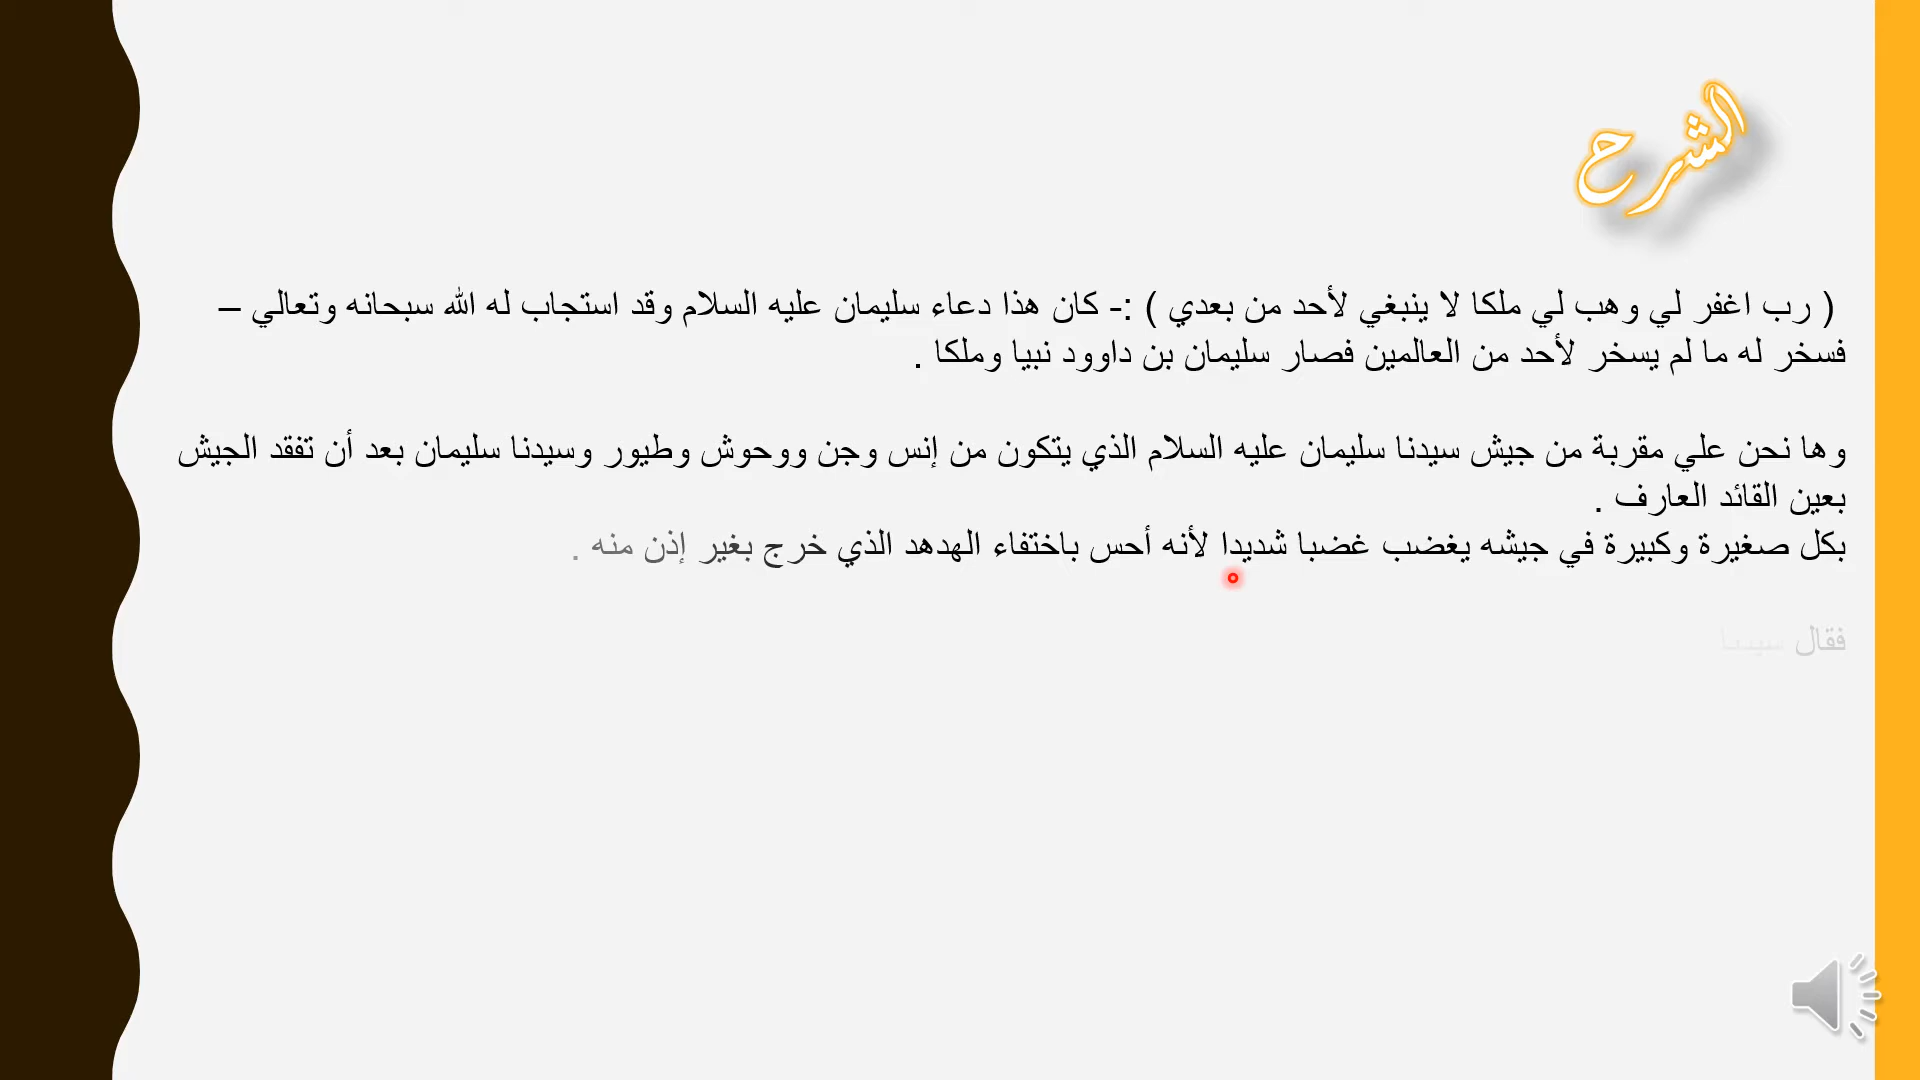 الشرح
( رب اغفر لي وهب لي ملكا لا ينبغي لأحد من بعدي ) :- كان هذا دعاء سليمان عليه السلام وقد استجاب له الله سبحانه وتعالي –
فسخر له ما لم يسخر لأحد من العالمين فصار سليمان بن داوود نبيا وملكا .
وها نحن علي مقربة من جيش سيدنا سليمان عليه السلام الذي يتكون من إنس وجن ووحوش وطيور وسيدنا سليمان بعد أن تفقد الجيش
بعين القائد العارف .
بكل صغيرة وكبيرة في جيشه يغضب غضبا شديدا لأنه أحس باختفاء الهدهد الذي خرج بغير إذن منه .
فقال سيدنا